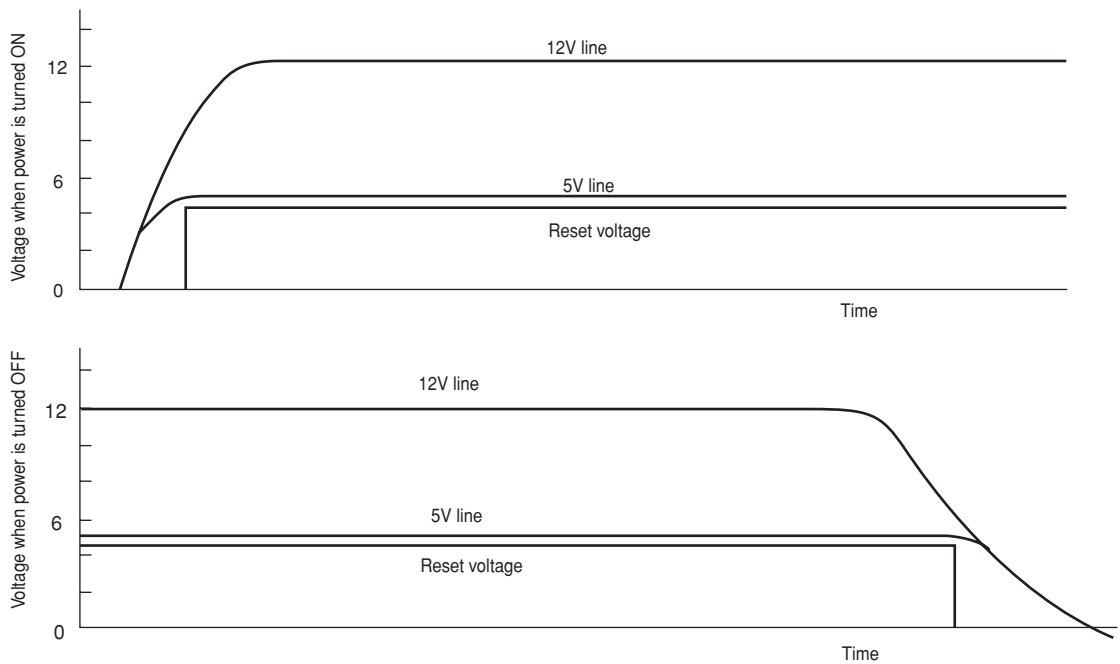 Voltage when power is turned ON
12
6
0
12V line
5V line
Reset voltage
Time
Voltage when power is turned OFF
12
6
0
12V line
5V line
Reset voltage
Time